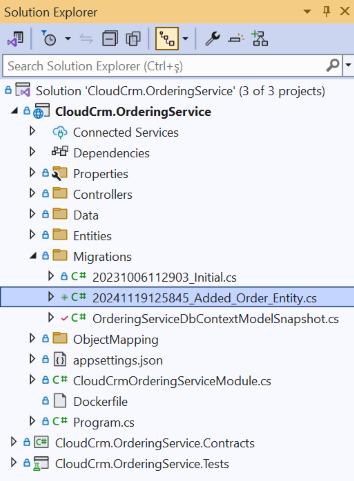 Solution Explorer
Search Solution Explorer (Ctrl+ş)
Solution 'CloudCrm.OrderingService' (3 of 3 projects)
CloudCrm.OrderingService
Connected Services
Dependencies
Properties
Controllers
Data
Entities
Migrations
C# 20231006112903_Initial.cs
C# 20241119125845_Added_Order_Entity.cs
C# OrderingServiceDbContextModelSnapshot.cs
ObjectMapping
appsettings.json
C# CloudCrmOrderingServiceModule.cs
Dockerfile
C# Program.cs
C# CloudCrm.OrderingService.Contracts
CloudCrm.OrderingService.Tests